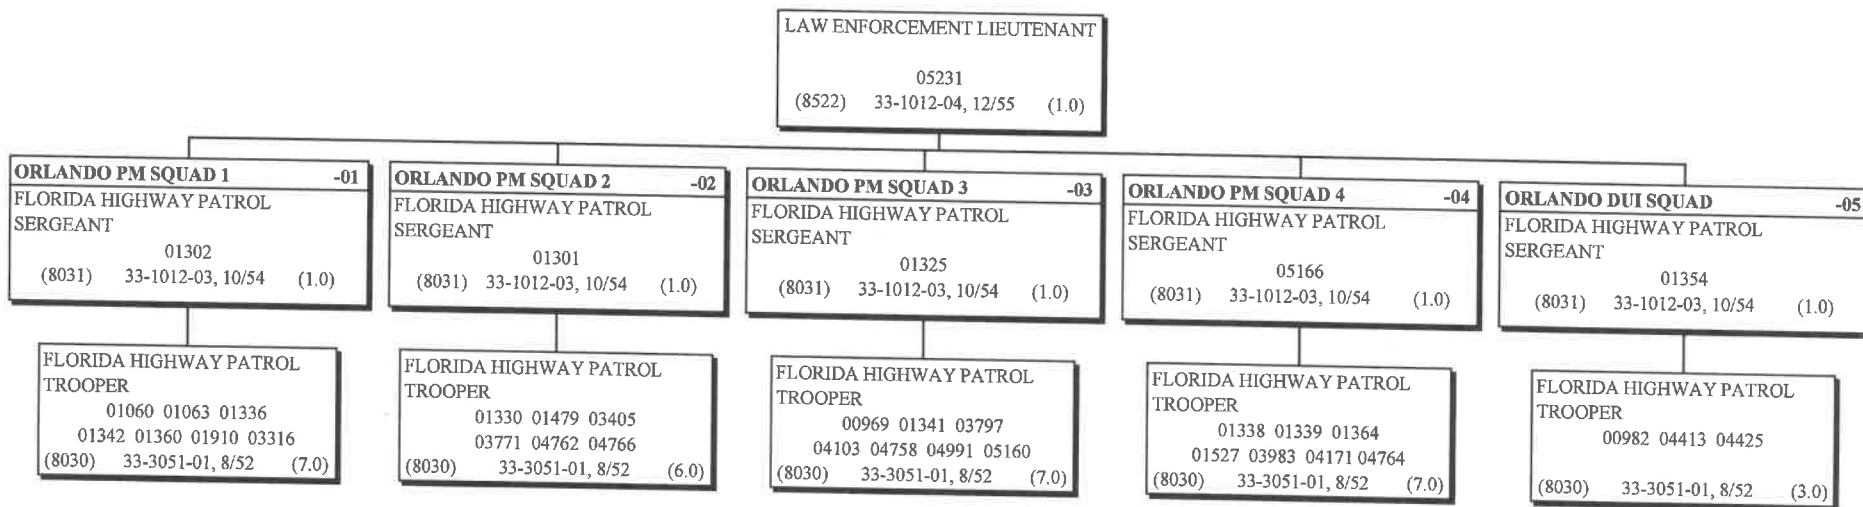 LAW ENFORCEMENT LIEUTENANT
05231
(8522) 33-1012-04, 12/55 (1.0)
ORLANDO PM SQUAD 1 -01
FLORIDA HIGHWAY PATROL
SERGEANT
01302
(8031) 33-1012-03, 10/54 (1.0)
FLORIDA HIGHWAY PATROL
TROOPER
01060 01063 01336
01342 01360 01910 03316
(8030) 33-3051-01, 8/52 (7.0)
ORLANDO PM SQUAD 2 -02
FLORIDA HIGHWAY PATROL
SERGEANT
01301
(8031) 33-1012-03, 10/54 (1.0)
FLORIDA HIGHWAY PATROL
TROOPER
01330 01479 03405
03771 04762 04766
(8030) 33-3051-01, 8/52 (6.0)
ORLANDO PM SQUAD 3 -03
FLORIDA HIGHWAY PATROL
SERGEANT
01325
(8031) 33-1012-03, 10/54 (1.0)
FLORIDA HIGHWAY PATROL
TROOPER
00969 01341 03797
04103 04758 04991 05160
(8030) 33-3051-01, 8/52 (7.0)
ORLANDO PM SQUAD 4 -04
FLORIDA HIGHWAY PATROL
SERGEANT
05166
(8031) 33-1012-03, 10/54 (1.0)
FLORIDA HIGHWAY PATROL
TROOPER
01338 01339 01364
01527 03983 04171 04764
(8030) 33-3051-01, 8/52 (7.0)
ORLANDO DUI SQUAD -05
FLORIDA HIGHWAY PATROL
SERGEANT
01354
(8031) 33-1012-03, 10/54 (1.0)
FLORIDA HIGHWAY PATROL
TROOPER
00982 04413 04425
(8030) 33-3051-01, 8/52 (3.0)